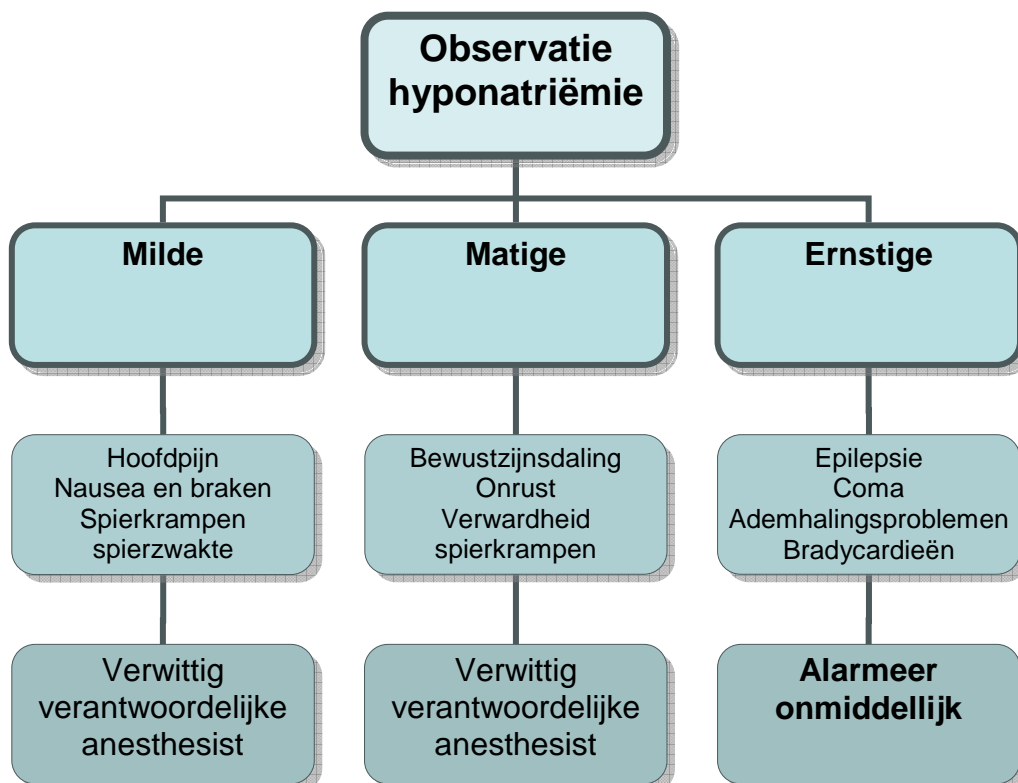 Observatie
hyponatriëmie
Milde
Matige
Ernstige
Hoofdpijn
Nausea en braken
Spierkrampen
spierzwakte
Bewustzijnsdaling
Onrust
Verwardheid
spierkrampen
Epilepsie
Coma
Ademhalingsproblemen
Bradycardieën
Verwittig
verantwoordelijke
anesthesist
Verwittig
verantwoordelijke
anesthesist
Alarmeer
onmiddellijk